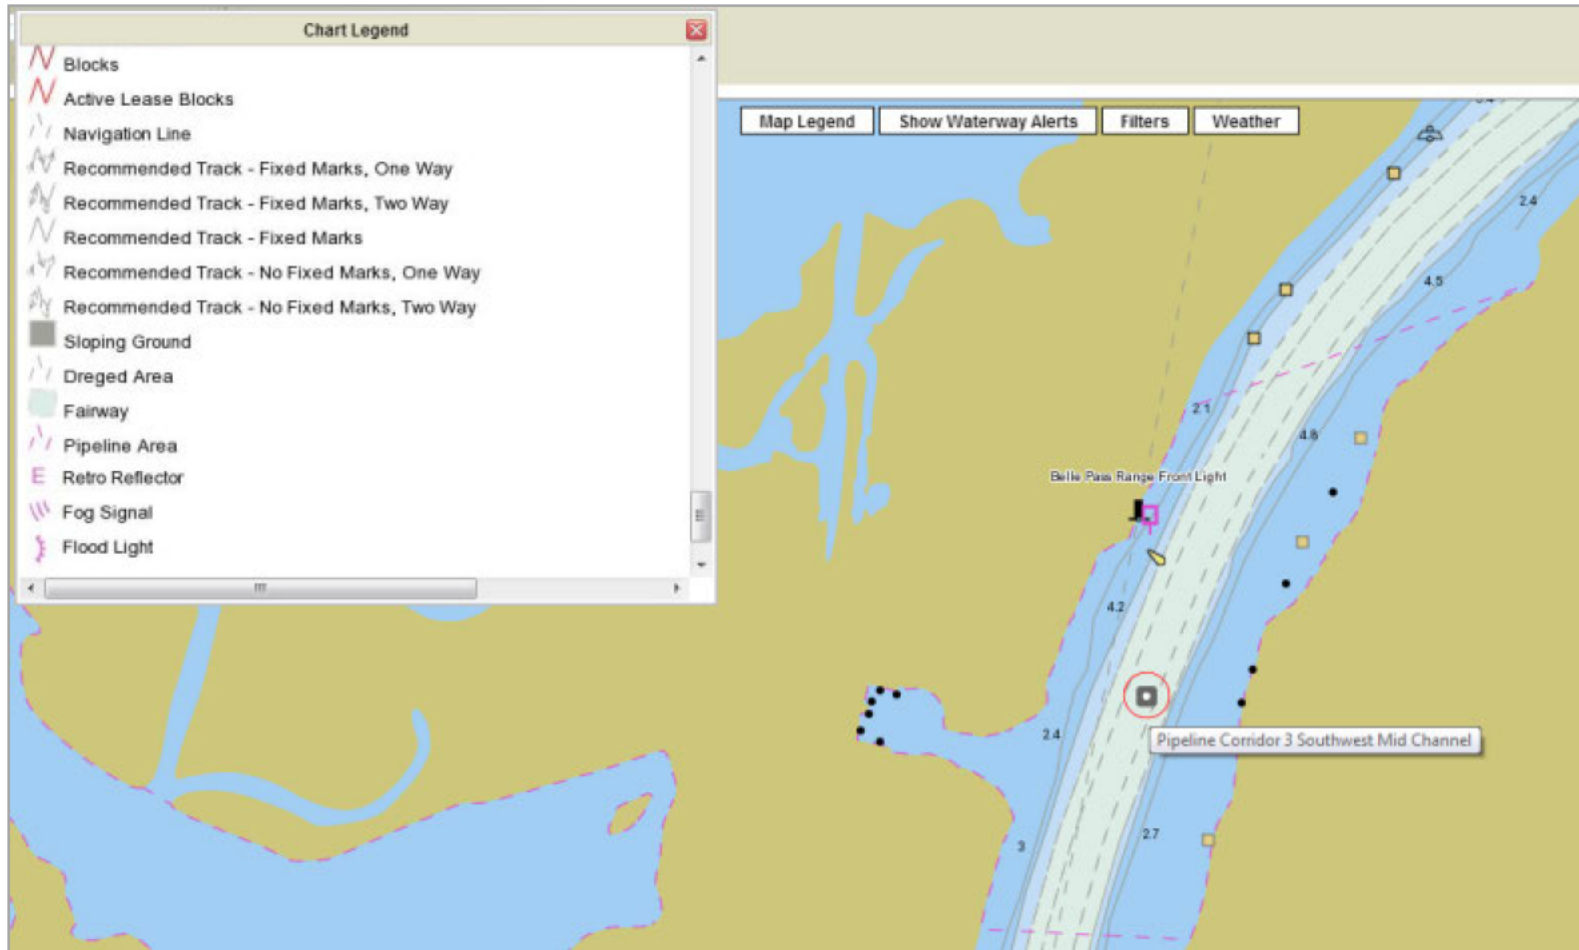 Chart Legend
Blocks
Active Lease Blocks
Navigation Line
Recommended Track - Fixed Marks, One Way
Recommended Track - Fixed Marks, Two Way
Recommended Track - Fixed Marks
Recommended Track - No Fixed Marks, One Way
Recommended Track - No Fixed Marks, Two Way
Sloping Ground
Dreged Area
Fairway
Pipeline Area
E Retro Reflector
Fog Signal
Flood Light
Map Legend Show Waterway Alerts Filters Weather
2.4
4.5
2.1
4.8
Belle Pass Range Front Light
4.2
2.4
Pipeline Corridor 3 Southwest Mid Channel
2.7
3